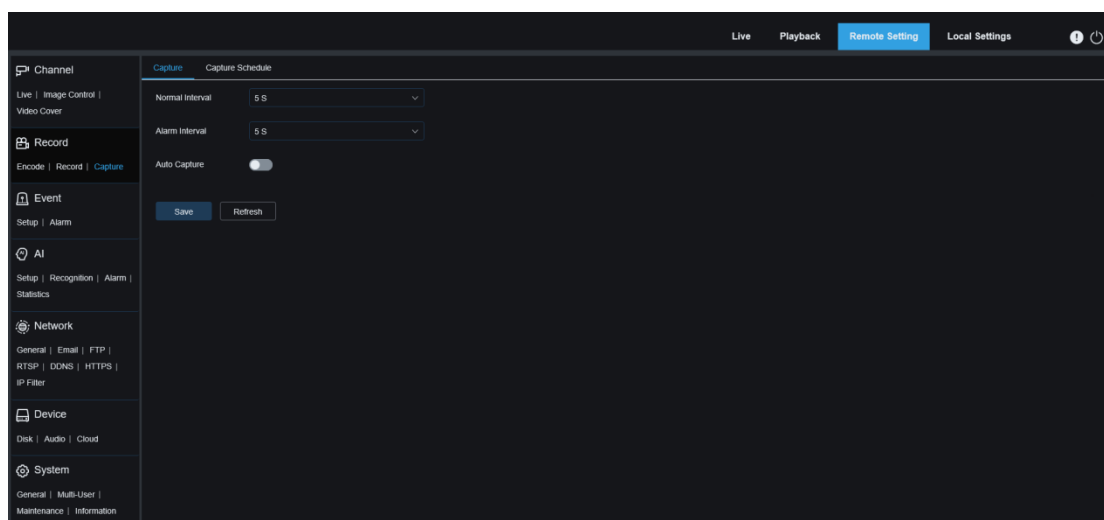 Live Playback Remote Setting Local Settings
Channel
Live | Image Control |
Video Cover
Record
Encode | Record | Capture
Event
Setup | Alarm
AI
Setup | Recognition | Alarm |
Statistics
Network
General | Email | FTP |
RTSP | DDNS | HTTPS |
IP Filter
Device
Disk | Audio | Cloud
System
General | Multi-User |
Maintenance | Information
Capture Capture Schedule
Normal Interval 5 S
Alarm Interval 5 S
Auto Capture
Save Refresh